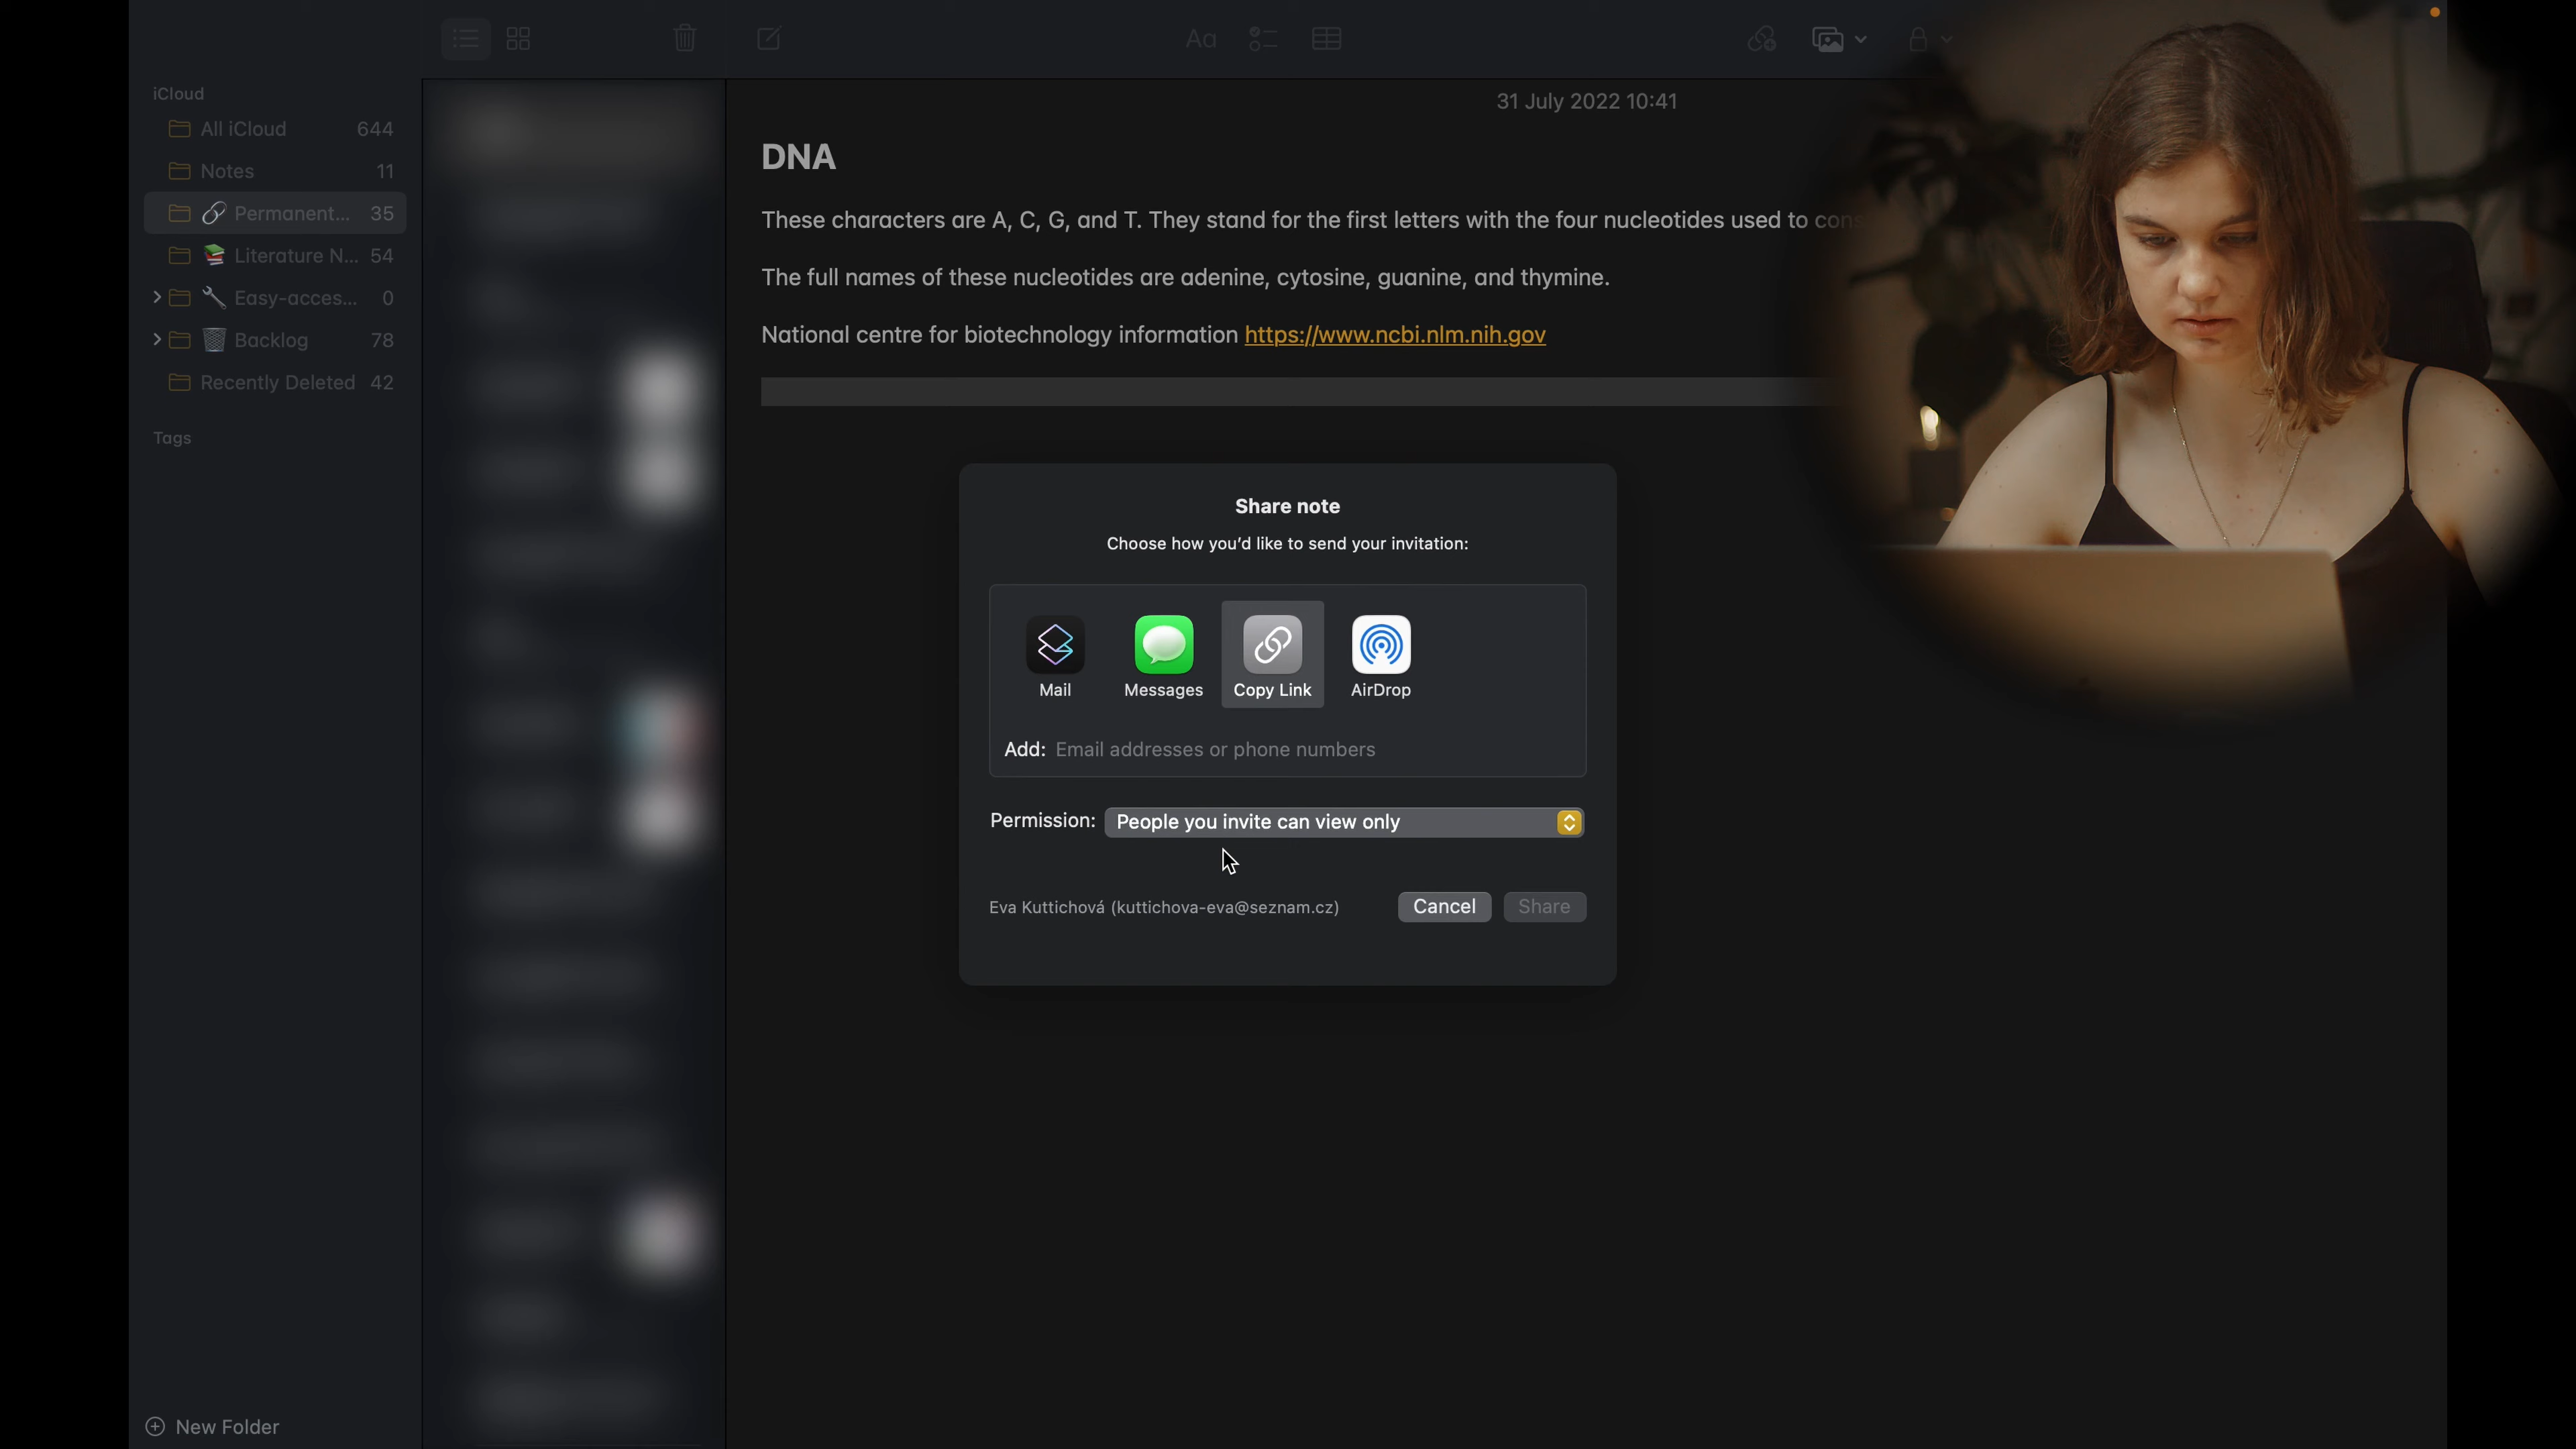 Aa
iCloud
All iCloud 644
Notes 11
Permanent... 35
Literature N... 54
Easy-acces... 0
Backlog 78
Recently Deleted 42
Tags
New Folder
31 July 2022 10:41
DNA
These characters are A, C, G, and T. They stand for the first letters with the four nucleotides used to cons
The full names of these nucleotides are adenine, cytosine, guanine, and thymine.
National centre for biotechnology information https://www.ncbi.nlm.nih.gov
Share note
Choose how you’d like to send your invitation:
Mail Messages Copy Link AirDrop
Add: Email addresses or phone numbers
Permission: People you invite can view only
Eva Kuttichová (kuttichova-eva@seznam.cz) Cancel Share